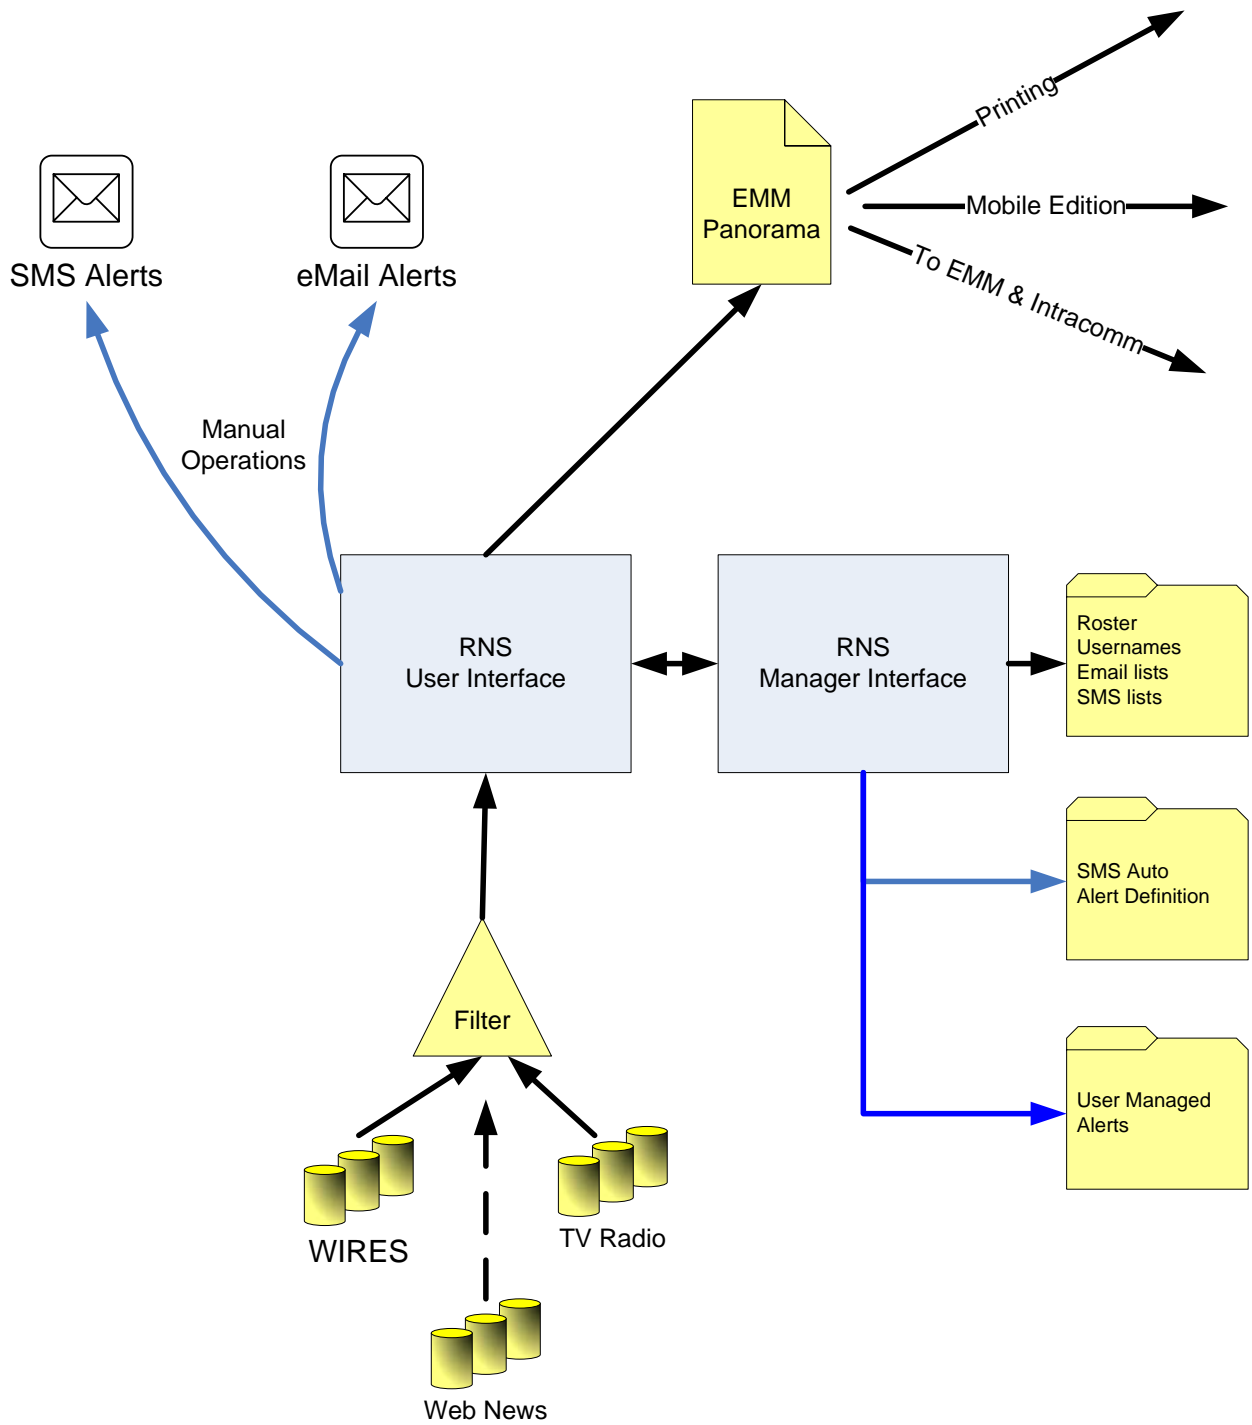 Printing
EMM
Panorama
Mobile Edition
To EMM & Intracomm
SMS Alerts
eMail Alerts
Manual
Operations
RNS
User Interface
RNS
Manager Interface
Roster
Usernames
Email lists
SMS lists
SMS Auto
Alert Definition
Filter
User Managed
Alerts
WIRES
TV Radio
Web News